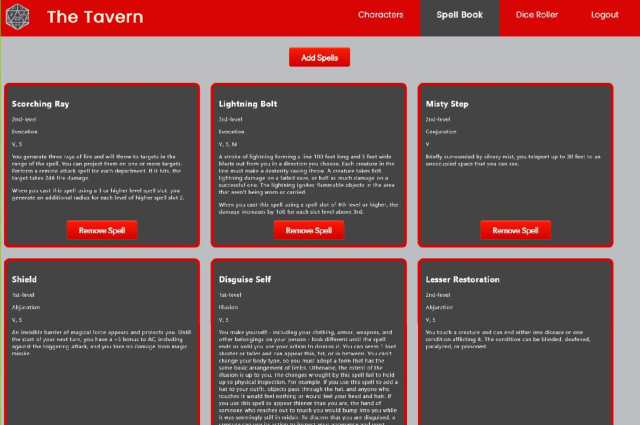 The Tavern
Characters
Spell Book
Dice Roller
Logout
Add Spells
Scorching Ray
2nd-level
Evocation
V, S
You generate three rays of fire and will throw to targets in the
range of the spell. You can project them on one or more targets.
Perform a remote attack spell for each department. If it hits, the
target takes 2d6 fire damage.
When you cast this spell using a 3 or higher level spell slot, you
generate an additional radius for each level of higher spell slot 2.
Remove Spell
Lightning Bolt
3rd-level
Evocation
V, S, M
A stroke of lightning forming a line 100 feet long and 5 feet wide
blasts out from you in a direction you choose. Each creature in the
line must make a dexterity saving throw. A creature takes 8d6
lightning damage on a failed save, or half as much damage on a
successful one. The lightning ignites flammable objects in the area
that aren't being worn or carried.
When you cast this spell using a spell slot of 4th level or higher, the
damage increases by 1d6 for each slot level above 3rd.
Remove Spell
Misty Step
2nd-level
Conjuration
V
Briefly surrounded by silvery mist, you teleport up to 30 feet to an
unoccupied space that you can see.
Remove Spell
Shield
1st-level
Abjuration
V, S
An invisible barrier of magical force appears and protects you. Until
the start of your next turn, you have a +5 bonus to AC, including
against the triggering attack, and you take no damage from magic
missile.
Disguise Self
1st-level
Illusion
V, S
You make yourself - including your clothing, armor, weapons, and
other belongings on your person - look different until the spell
ends or until you use your action to dismiss it. You can seem 1 foot
shorter or taller and can appear thin, fat, or in between. You can't
change your body type, so you must adopt a form that has the
same basic arrangement of limbs. Otherwise, the extent of the
illusion is up to you. The changes wrought by this spell fail to hold
up to physical inspection. For example, if you use this spell to add a
hat to your outfit, objects pass through the hat, and anyone who
touches it would feel nothing or would feel your head and hair. If
you use this spell to appear thinner than you are, the hand of
someone who reaches out to touch you would bump into you while
it was seemingly still in midair. To discern that you are disguised, a
Lesser Restoration
2nd-level
Abjuration
V, S
You touch a creature and can end either one disease or one
condition afflicting it. The condition can be blinded, deafened,
paralyzed, or poisoned.